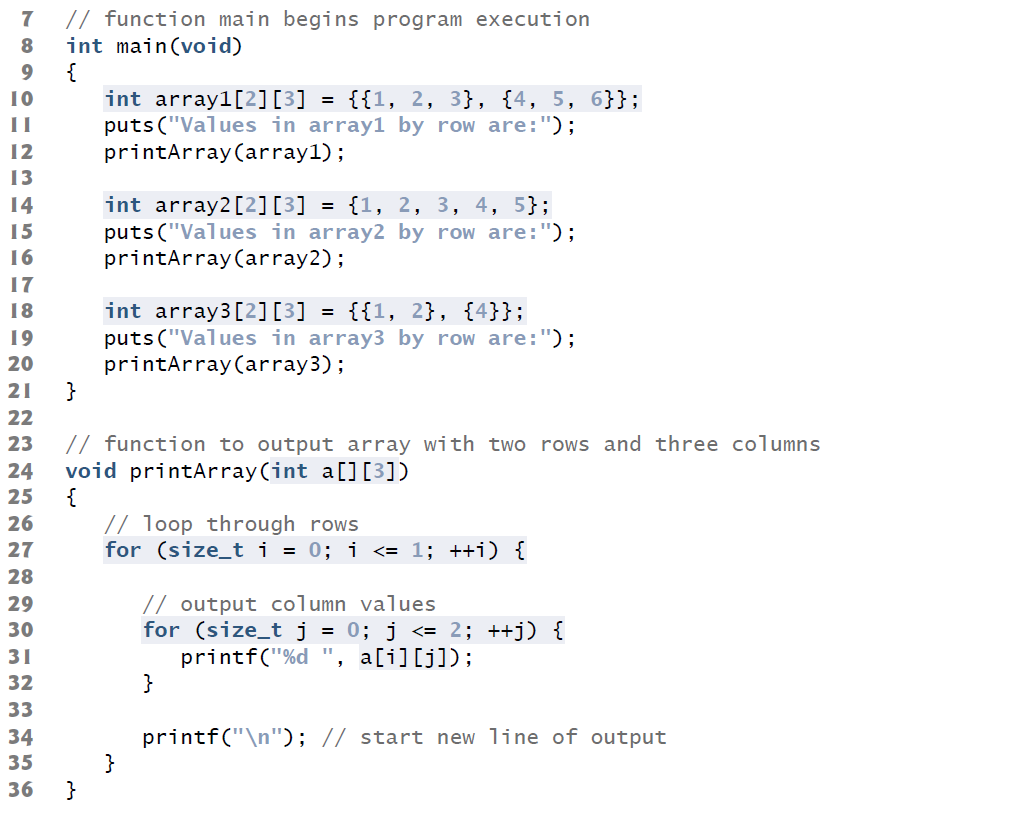 7 // function main begins program execution
8 int main(void)
9 {
10 int array1[2][3] = {{1, 2, 3}, {4, 5, 6}};
11 puts("Values in array1 by row are:");
12 printArray(array1);
13
14 int array2[2][3] = {1, 2, 3, 4, 5};
15 puts("Values in array2 by row are:");
16 printArray(array2);
17
18 int array3[2][3] = {{1, 2}, {4}};
19 puts("Values in array3 by row are:");
20 printArray(array3);
21 }
22
23 // function to output array with two rows and three columns
24 void printArray(int a[][3])
25 {
26 // loop through rows
27 for (size_t i = 0; i <= 1; ++i) {
28
29 // output column values
30 for (size_t j = 0; j <= 2; ++j) {
31 printf("%d ", a[i][j]);
32 }
33
34 printf("\n"); // start new line of output
35 }
36 }